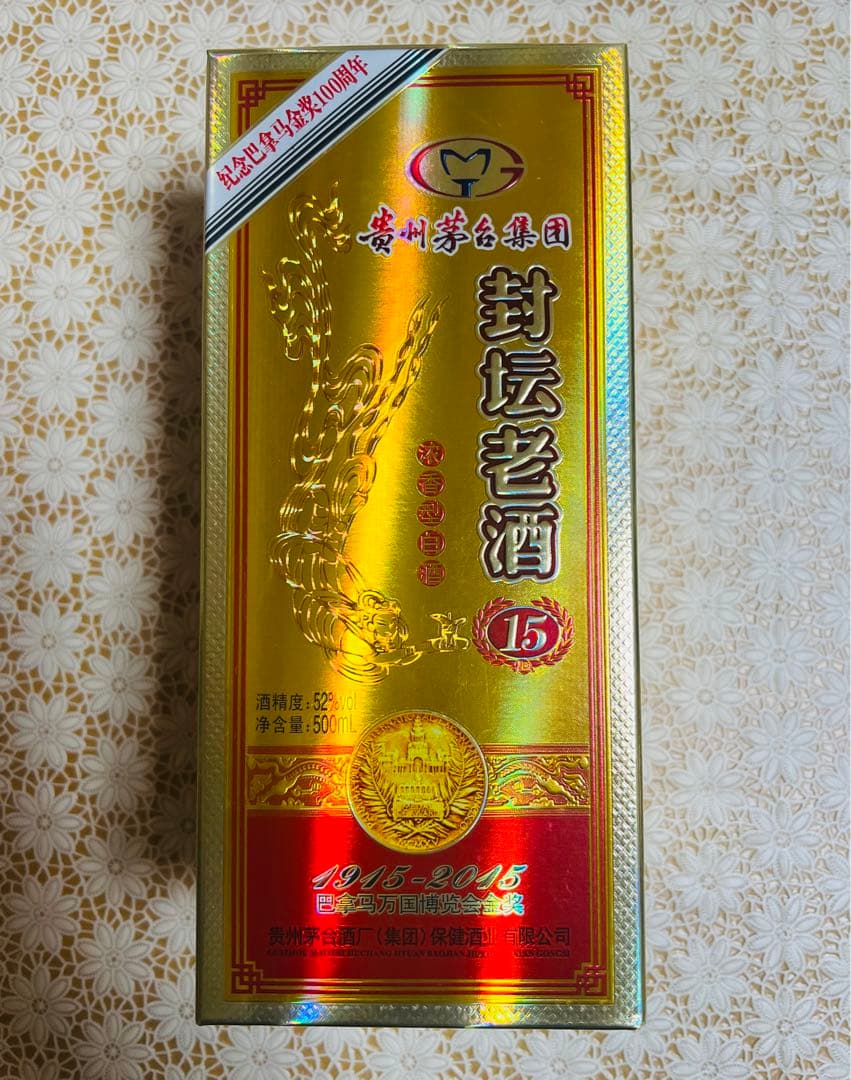 纪念巴拿马金奖100周年
贵州茅台集团
封坛老酒
浓香型白酒
15
酒精度:52%vol
净含量:500mL
1915-2015
巴拿马万国博览会金奖
贵州茅台酒厂(集团)保健酒业有限公司